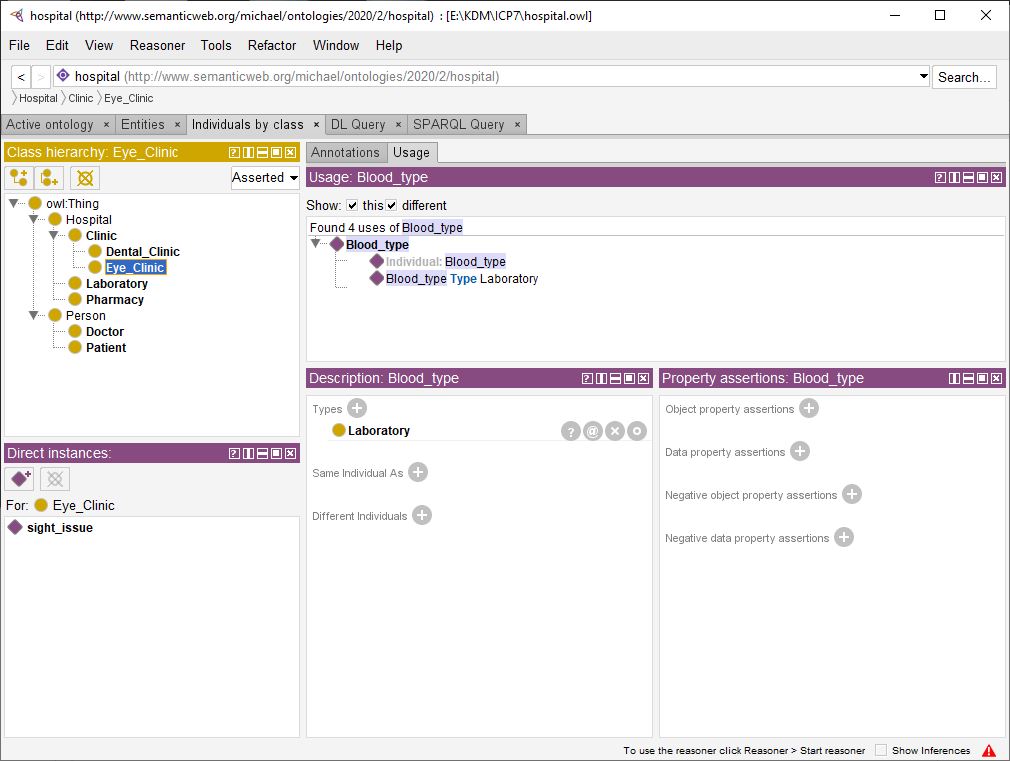 hospital (http://www.semanticweb.org/michael/ontologies/2020/2/hospital) : [E:\KDM\ICP7\hospital.owl]
File Edit View Reasoner Tools Refactor Window Help
< > hospital (http://www.semanticweb.org/michael/ontologies/2020/2/hospital) Search...
Hospital Clinic Eye_Clinic
Active ontology × Entities × Individuals by class × DL Query × SPARQL Query ×
Class hierarchy: Eye_Clinic
Asserted
owl:Thing
Hospital
Clinic
Dental_Clinic
Eye_Clinic
Laboratory
Pharmacy
Person
Doctor
Patient
Direct instances:
For: Eye_Clinic
sight_issue
Annotations Usage
Usage: Blood_type
Show: this different
Found 4 uses of Blood_type
Blood_type
Individual: Blood_type
Blood_type Type Laboratory
Description: Blood_type
Types
Laboratory
Same Individual As
Different Individuals
Property assertions: Blood_type
Object property assertions
Data property assertions
Negative object property assertions
Negative data property assertions
To use the reasoner click Reasoner > Start reasoner Show Inferences